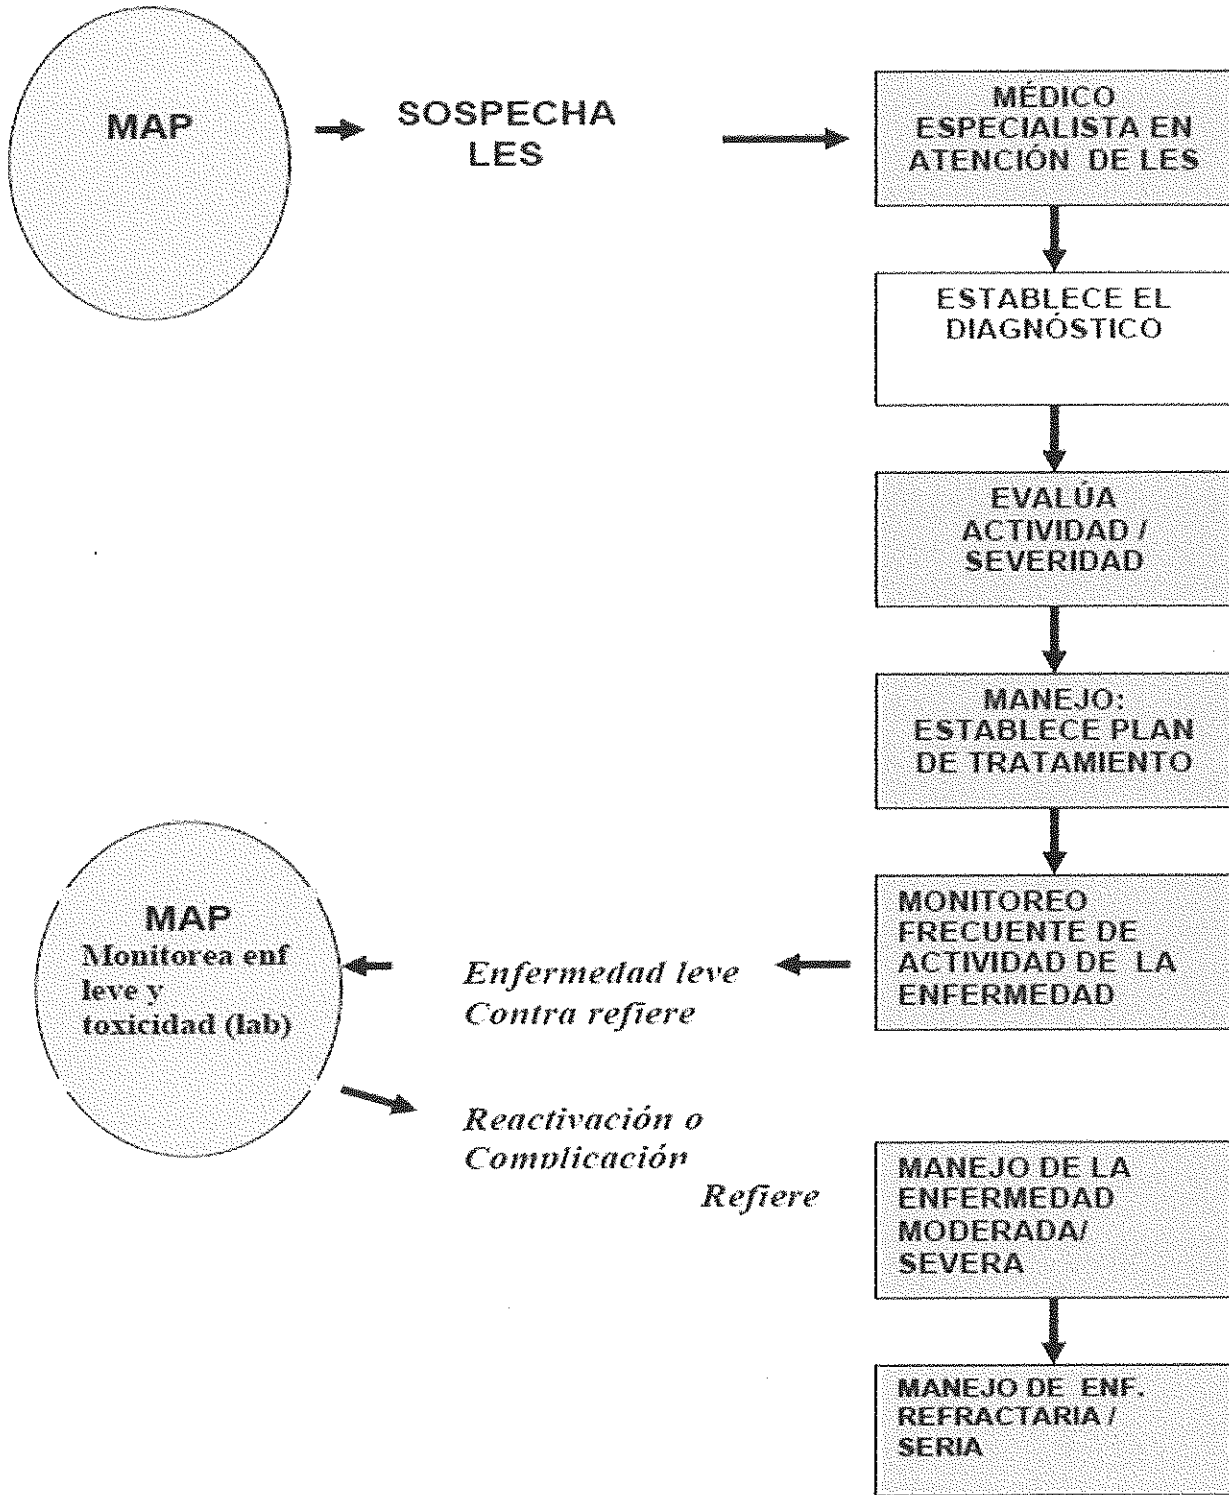 MAP
SOSPECHA
LES
MÉDICO
ESPECIALISTA EN
ATENCIÓN DE LES
ESTABLECE EL
DIAGNÓSTICO
EVALÚA
ACTIVIDAD /
SEVERIDAD
MANEJO:
ESTABLECE PLAN
DE TRATAMIENTO
MONITOREO
FRECUENTE DE
ACTIVIDAD DE LA
ENFERMEDAD
Enfermedad leve
Contra refiere
MAP
Monitorea enf
leve y
toxicidad (lab)
Reactivación o
Complicación
Refiere
MANEJO DE LA
ENFERMEDAD
MODERADA/
SEVERA
MANEJO DE ENF.
REFRACTARIA /
SERIA